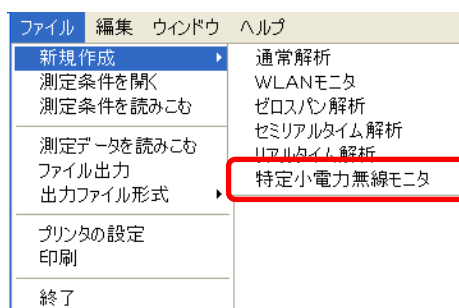 ファイル 編集 ウィンドウ ヘルプ
新規作成
測定条件を開く
測定条件を読みこむ
測定データを読みこむ
ファイル出力
出力ファイル形式
プリンタの設定
印刷
終了
通常解析
WLANモニタ
ゼロスパン解析
セミリアルタイム解析
リアルタイム解析
特定小電力無線モニタ